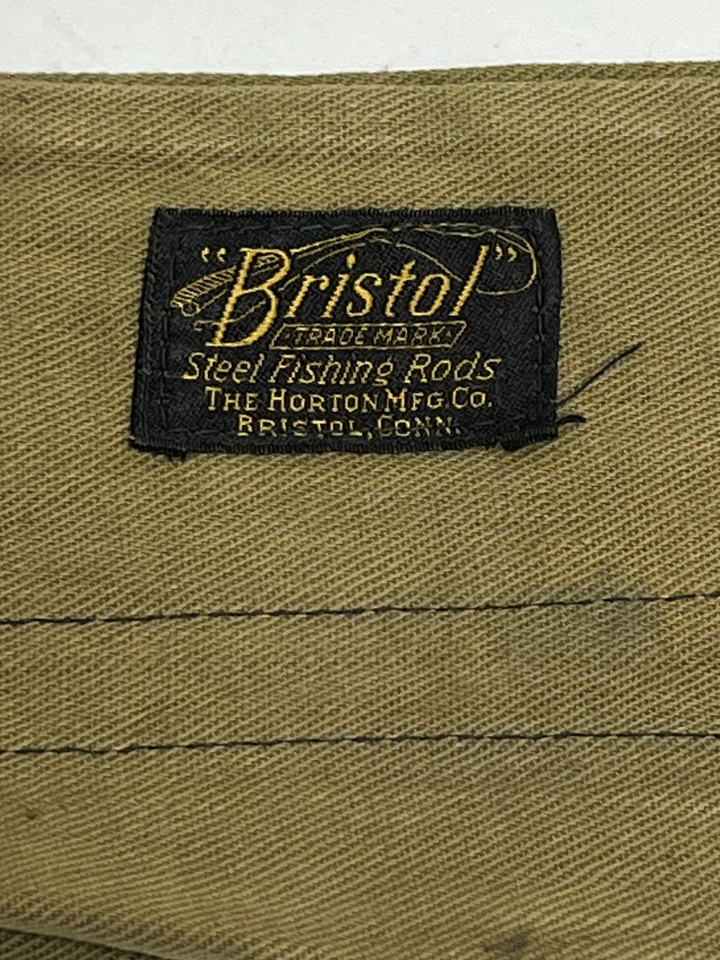 "Bristol"
TRADE MARK
Steel Fishing Rods
THE HORTON MFG. CO.
BRISTOL, CONN.